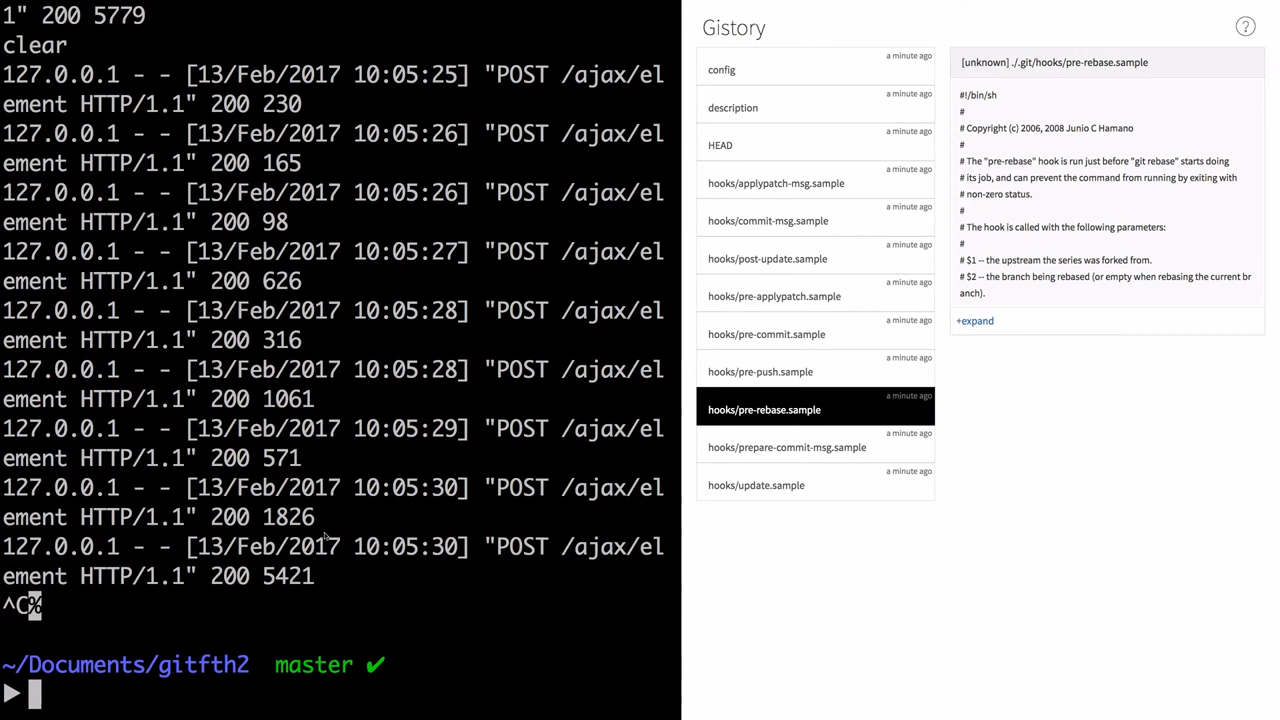 1" 200 5779
clear
127.0.0.1 - - [13/Feb/2017 10:05:25] "POST /ajax/el
ement HTTP/1.1" 200 230
127.0.0.1 - - [13/Feb/2017 10:05:26] "POST /ajax/el
ement HTTP/1.1" 200 165
127.0.0.1 - - [13/Feb/2017 10:05:26] "POST /ajax/el
ement HTTP/1.1" 200 98
127.0.0.1 - - [13/Feb/2017 10:05:27] "POST /ajax/el
ement HTTP/1.1" 200 626
127.0.0.1 - - [13/Feb/2017 10:05:28] "POST /ajax/el
ement HTTP/1.1" 200 316
127.0.0.1 - - [13/Feb/2017 10:05:28] "POST /ajax/el
ement HTTP/1.1" 200 1061
127.0.0.1 - - [13/Feb/2017 10:05:29] "POST /ajax/el
ement HTTP/1.1" 200 571
127.0.0.1 - - [13/Feb/2017 10:05:30] "POST /ajax/el
ement HTTP/1.1" 200 1826
127.0.0.1 - - [13/Feb/2017 10:05:30] "POST /ajax/el
ement HTTP/1.1" 200 5421
^C%
~/Documents/gitfth2 master ✔
▶
Gistory
?
a minute ago
config
a minute ago
description
a minute ago
HEAD
a minute ago
hooks/applypatch-msg.sample
a minute ago
hooks/commit-msg.sample
a minute ago
hooks/post-update.sample
a minute ago
hooks/pre-applypatch.sample
a minute ago
hooks/pre-commit.sample
a minute ago
hooks/pre-push.sample
a minute ago
hooks/pre-rebase.sample
a minute ago
hooks/prepare-commit-msg.sample
a minute ago
hooks/update.sample
[unknown] ./.git/hooks/pre-rebase.sample
#!/bin/sh
#
# Copyright (c) 2006, 2008 Junio C Hamano
#
# The "pre-rebase" hook is run just before "git rebase" starts doing
# its job, and can prevent the command from running by exiting with
# non-zero status.
#
# The hook is called with the following parameters:
#
# $1 -- the upstream the series was forked from.
# $2 -- the branch being rebased (or empty when rebasing the current br
anch).
+expand